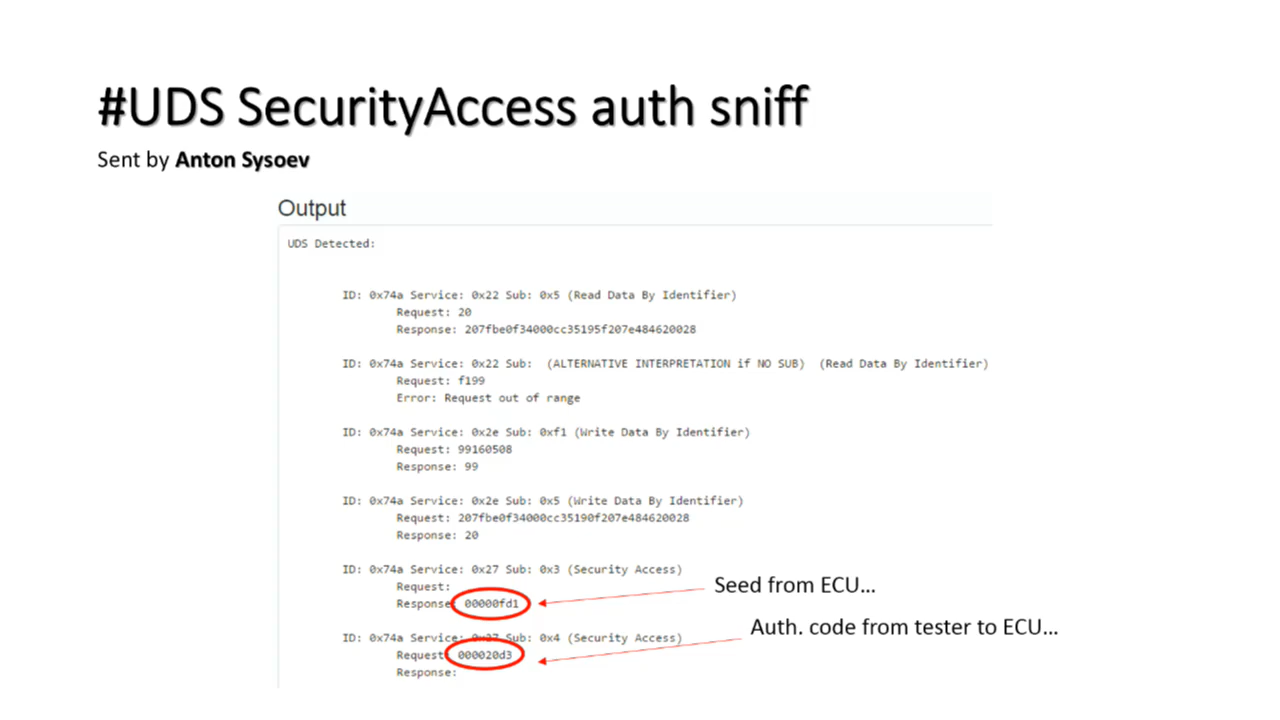 #UDS SecurityAccess auth sniff
Sent by Anton Sysoev
Output
UDS Detected:
ID: 0x74a Service: 0x22 Sub: 0x5 (Read Data By Identifier)
Request: 20
Response: 207fbe0f34000cc35195f207e484620028
ID: 0x74a Service: 0x22 Sub:  (ALTERNATIVE INTERPRETATION if NO SUB)  (Read Data By Identifier)
Request: f199
Error: Request out of range
ID: 0x74a Service: 0x2e Sub: 0xf1 (Write Data By Identifier)
Request: 99160508
Response: 99
ID: 0x74a Service: 0x2e Sub: 0x5 (Write Data By Identifier)
Request: 207fbe0f34000cc35190f207e484620028
Response: 20
ID: 0x74a Service: 0x27 Sub: 0x3 (Security Access)
Request:
Response: 00000fd1
Seed from ECU...
ID: 0x74a Service: 0x27 Sub: 0x4 (Security Access)
Request: 000020d3
Auth. code from tester to ECU...
Response: